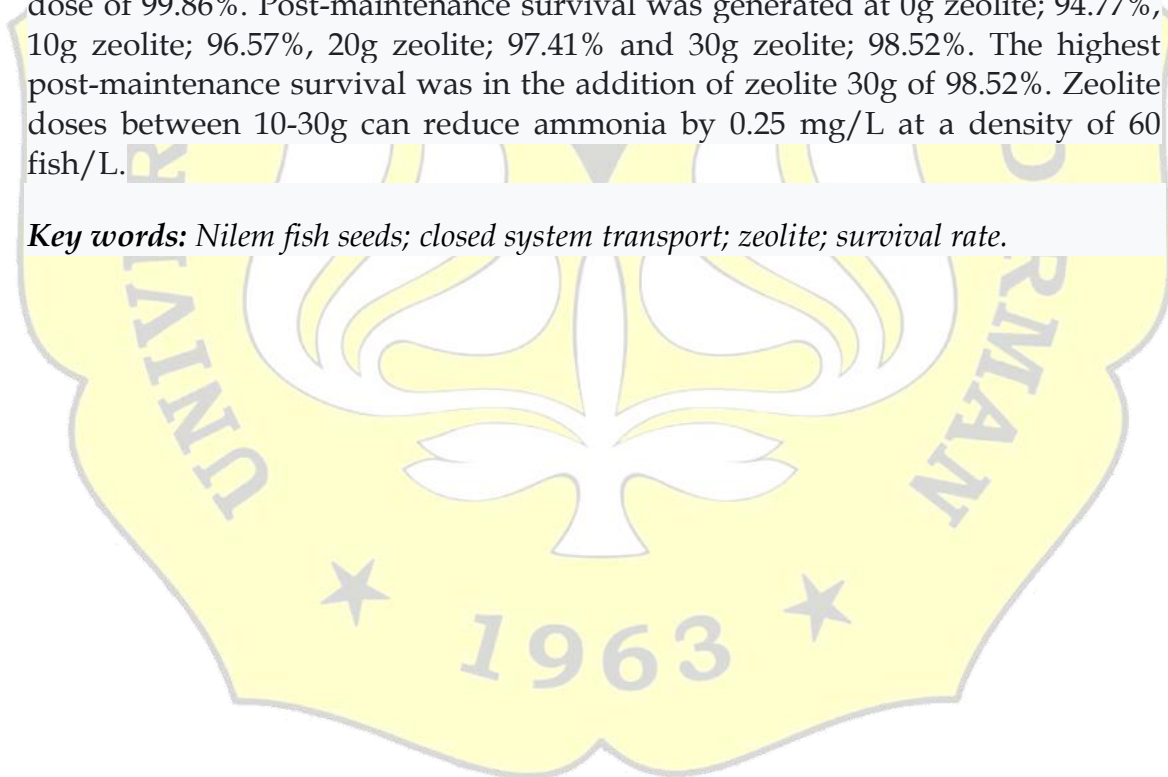 dose of 99.86%. Post-maintenance survival was generated at 0g zeolite; 94.77%,
10g zeolite; 96.57%, 20g zeolite; 97.41% and 30g zeolite; 98.52%. The highest
post-maintenance survival was in the addition of zeolite 30g of 98.52%. Zeolite
doses between 10-30g can reduce ammonia by 0.25 mg/L at a density of 60
fish/L.
Key words: Nilem fish seeds; closed system transport; zeolite; survival rate.
1963